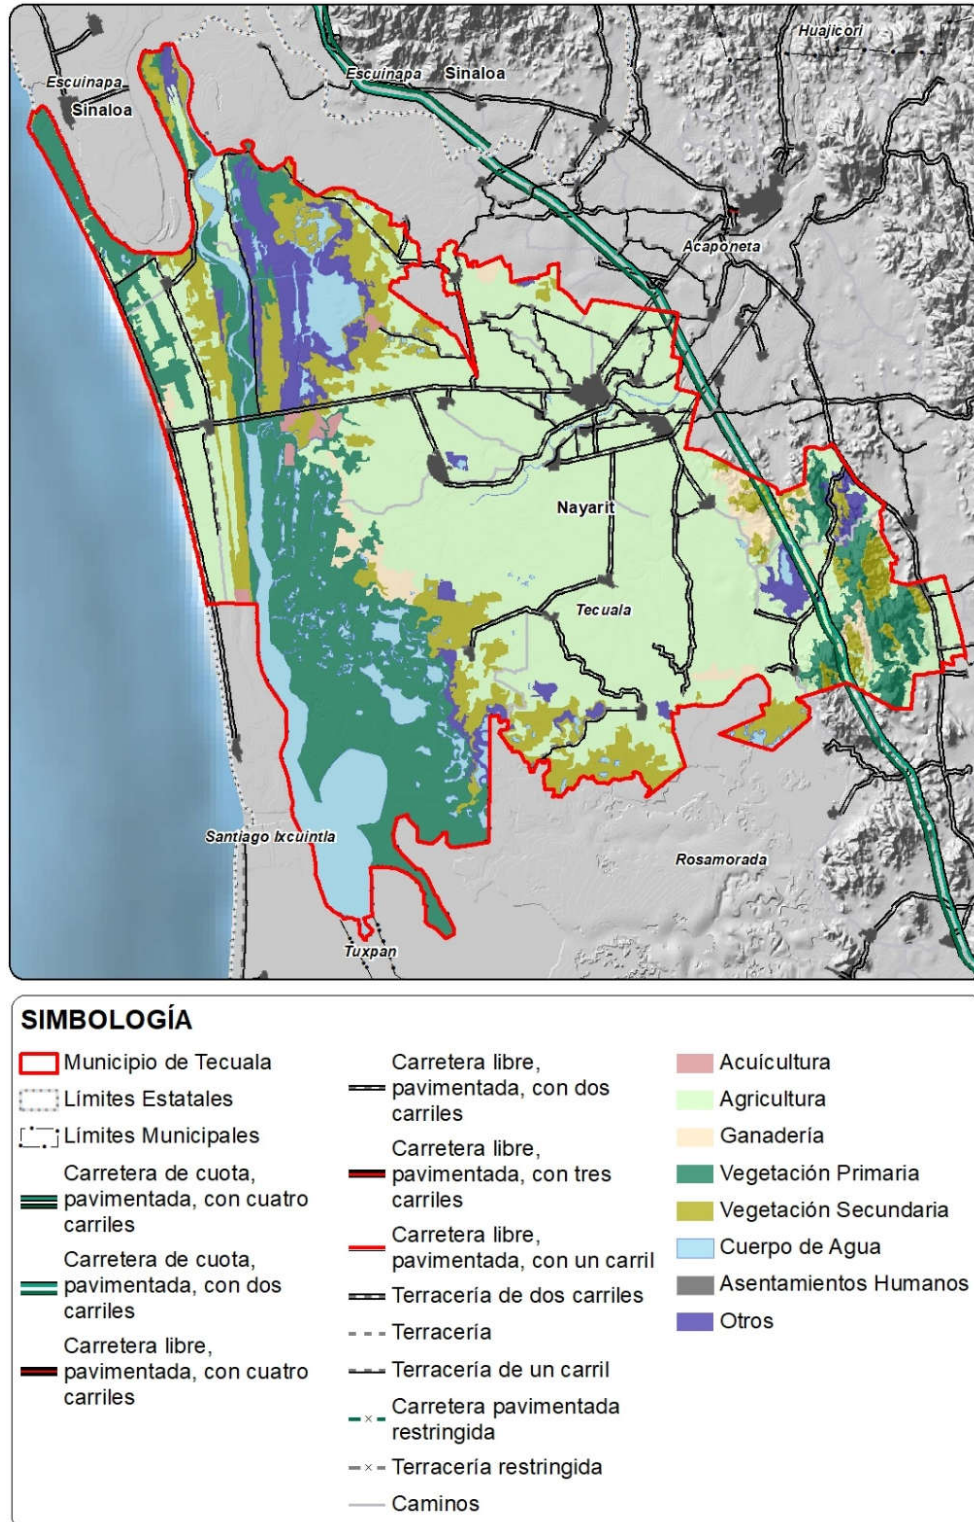 Huajicori
Escuinapa
Sinaloa
Escuinapa
Sinaloa
Acaponeta
Nayarit
Tecuala
Santiago Ixcuintla
Rosamorada
Tuxpan
SIMBOLOGÍA
Municipio de Tecuala
Límites Estatales
Límites Municipales
Carretera de cuota,
pavimentada, con cuatro
carriles
Carretera de cuota,
pavimentada, con dos
carriles
Carretera libre,
pavimentada, con cuatro
carriles
Carretera libre,
pavimentada, con dos
carriles
Carretera libre,
pavimentada, con tres
carriles
Carretera libre,
pavimentada, con un carril
Terracería de dos carriles
Terracería
Terracería de un carril
Carretera pavimentada
restringida
Terracería restringida
Caminos
Acuícultura
Agricultura
Ganadería
Vegetación Primaria
Vegetación Secundaria
Cuerpo de Agua
Asentamientos Humanos
Otros